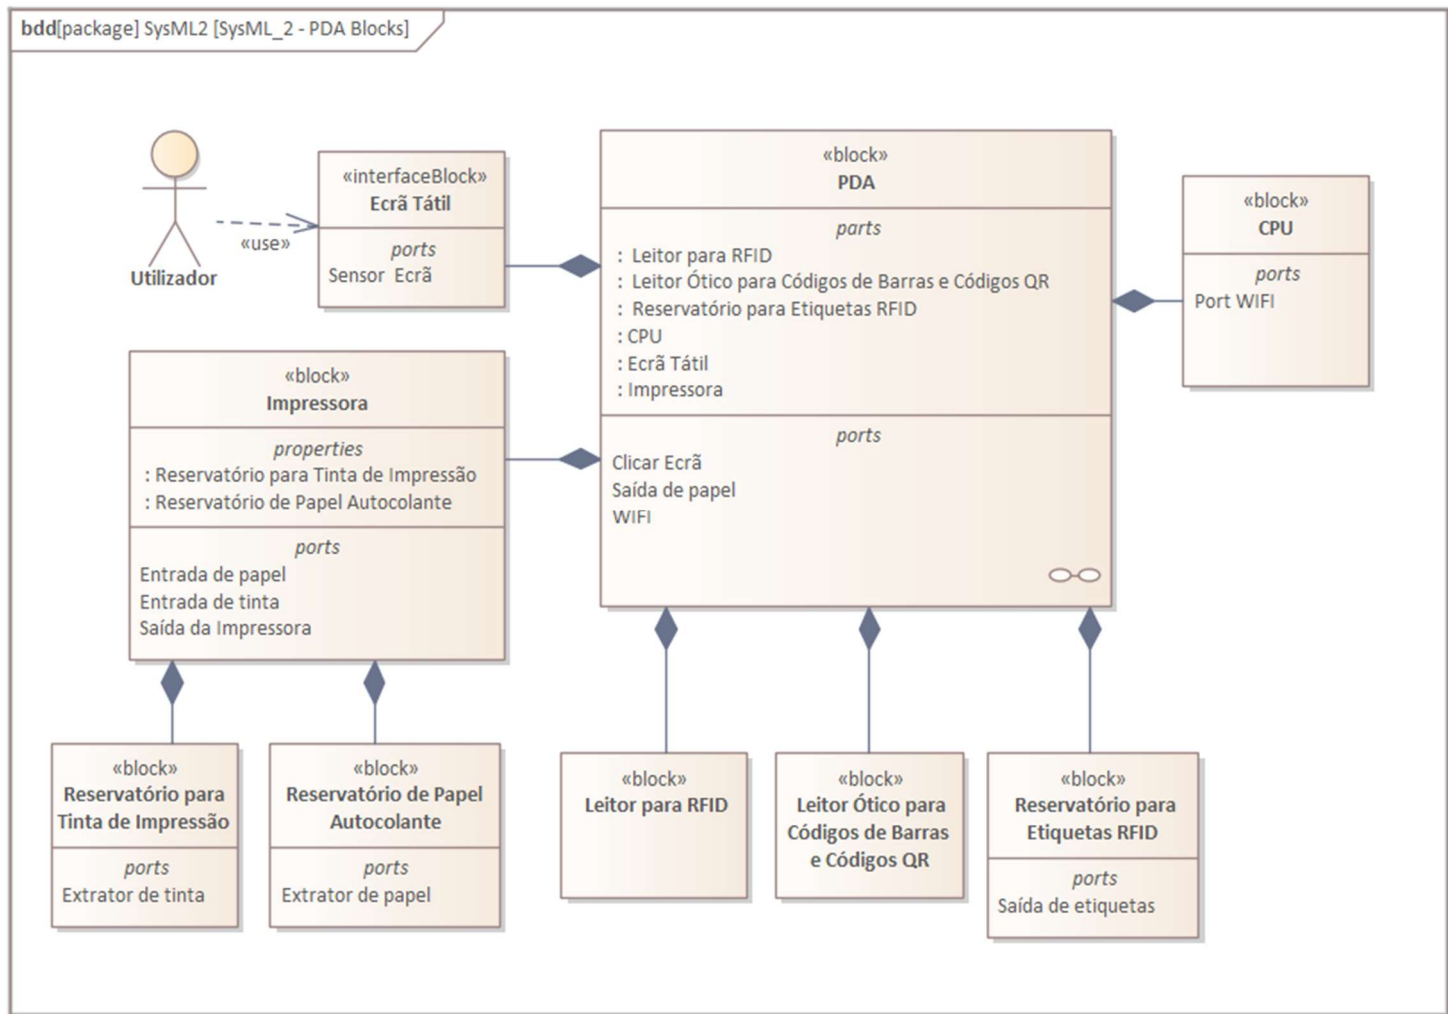 bdd[package] SysML2 [SysML_2 - PDA Blocks]
Utilizador
«use»
«interfaceBlock»
Ecrã Tátil
ports
Sensor Ecrã
«block»
PDA
parts
: Leitor para RFID
: Leitor Ótico para Códigos de Barras e Códigos QR
: Reservatório para Etiquetas RFID
: CPU
: Ecrã Tátil
: Impressora
ports
Clicar Ecrã
Saída de papel
WIFI
«block»
CPU
ports
Port WIFI
«block»
Impressora
properties
: Reservatório para Tinta de Impressão
: Reservatório de Papel Autocolante
ports
Entrada de papel
Entrada de tinta
Saída da Impressora
«block»
Reservatório para
Tinta de Impressão
ports
Extrator de tinta
«block»
Reservatório de Papel
Autocolante
ports
Extrator de papel
«block»
Leitor para RFID
«block»
Leitor Ótico para
Códigos de Barras
e Códigos QR
«block»
Reservatório para
Etiquetas RFID
ports
Saída de etiquetas